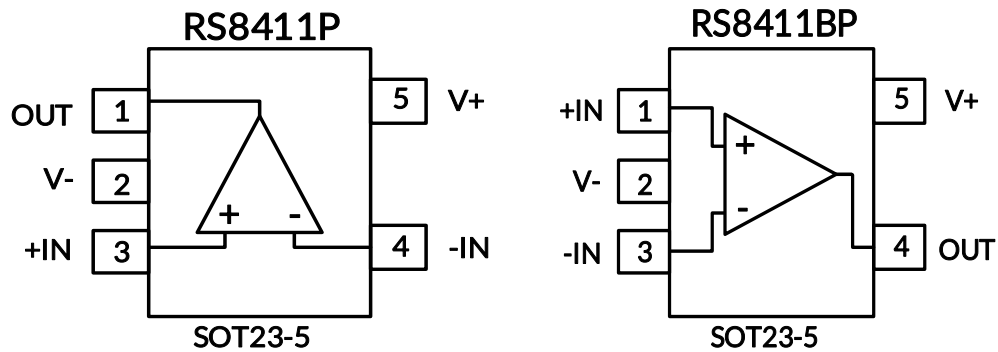 RS8411P
OUT 1 5 V+
V- 2
+ -
+IN 3 4 -IN
SOT23-5
RS8411BP
+IN 1 5 V+
+
V- 2
-
-IN 3 4 OUT
SOT23-5